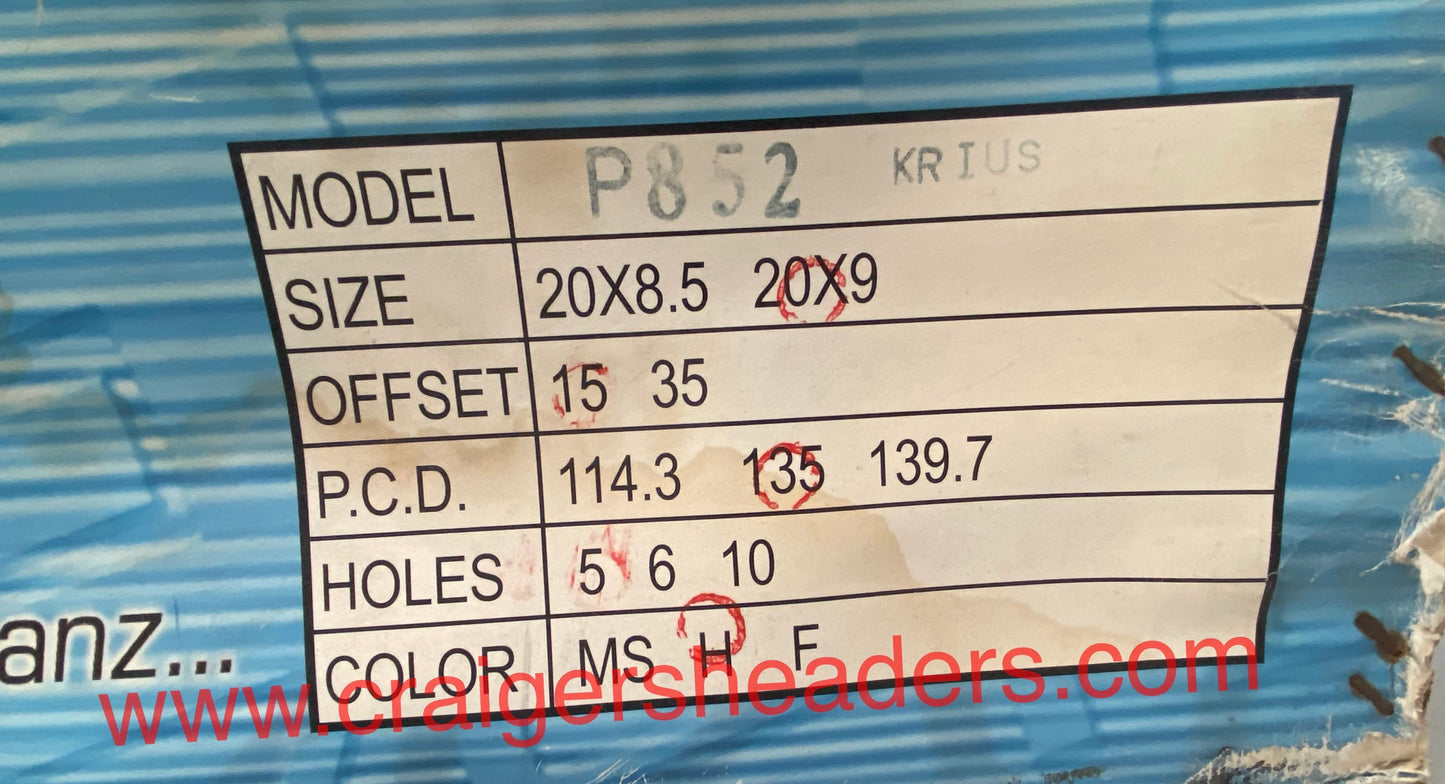 MODEL P852 KRIUS
SIZE 20X8.5 20X9
OFFSET 15 35
P.C.D. 114.3 135 139.7
HOLES 5 6 10
COLOR MS H F
anz...
www.craigersheaders.com